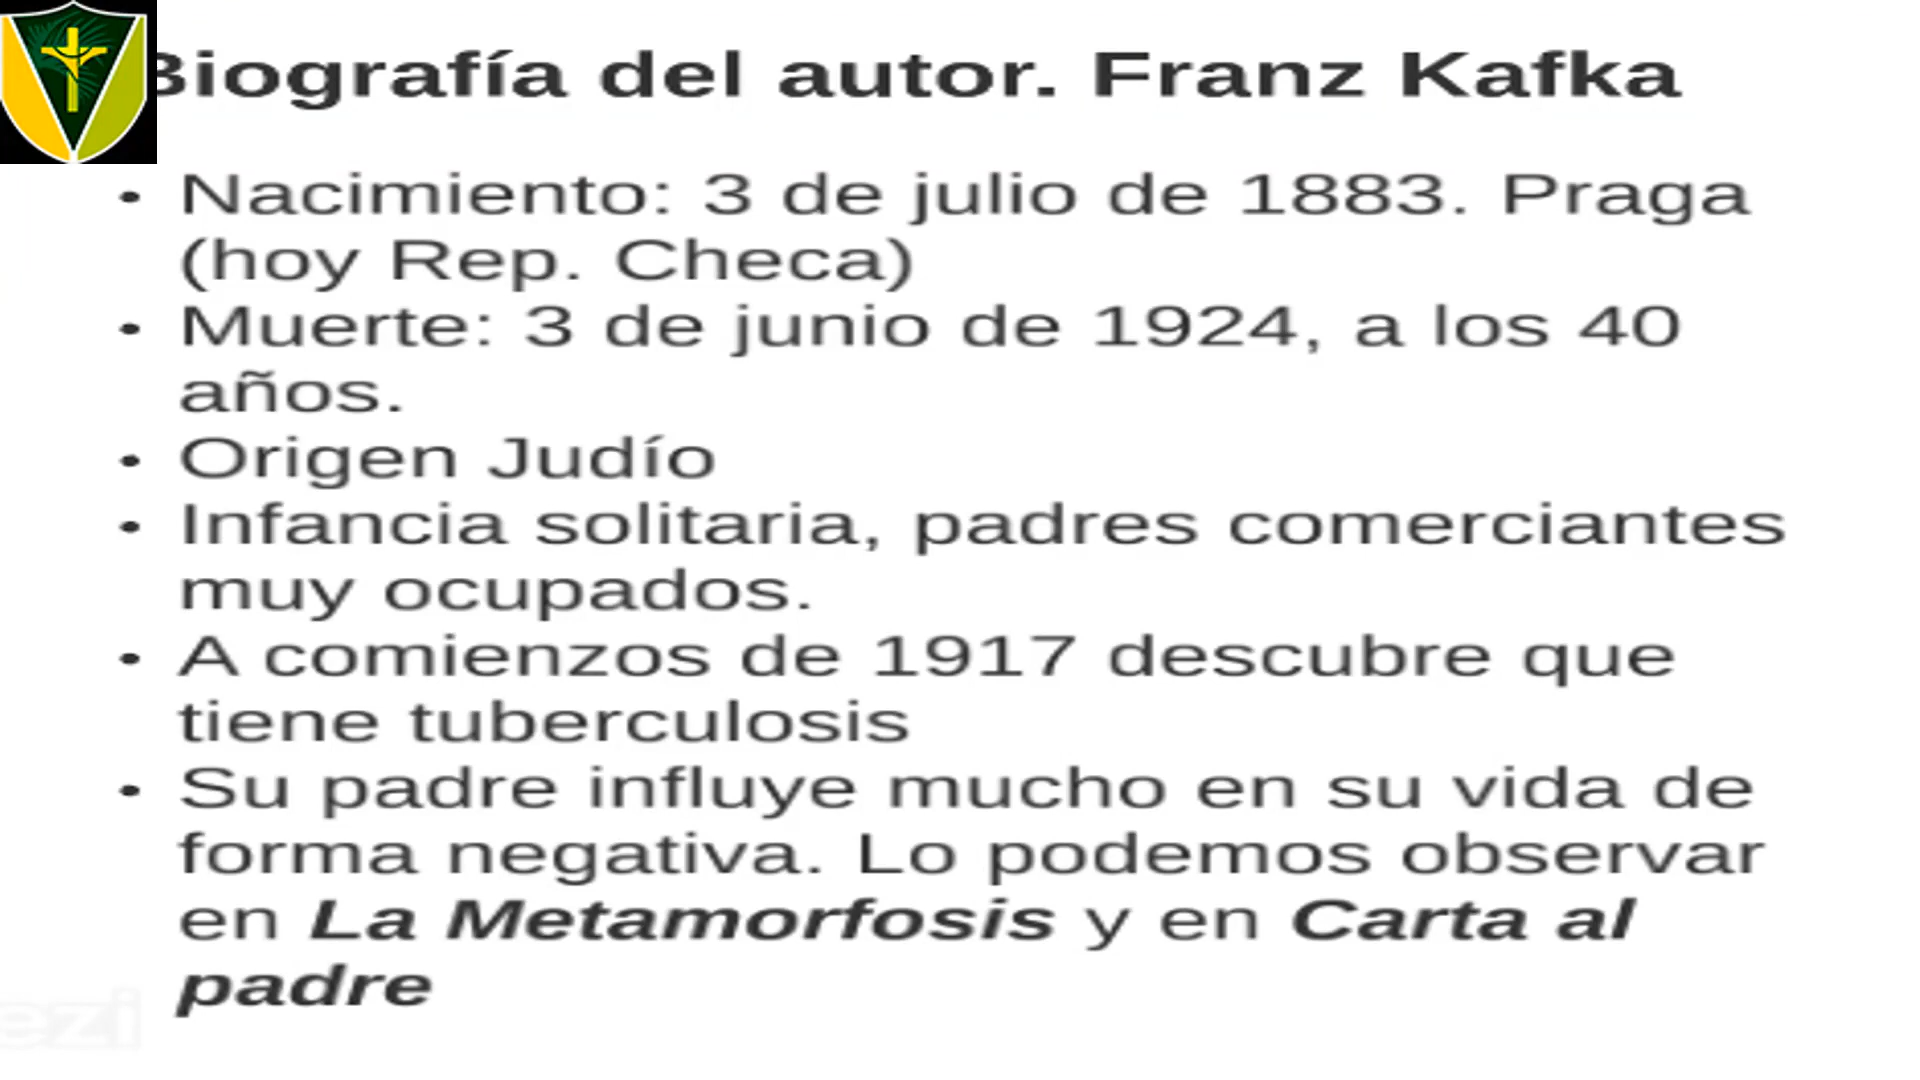 Biografía del autor. Franz Kafka
• Nacimiento: 3 de julio de 1883. Praga
(hoy Rep. Checa)
• Muerte: 3 de junio de 1924, a los 40
años.
• Origen Judío
• Infancia solitaria, padres comerciantes
muy ocupados.
• A comienzos de 1917 descubre que
tiene tuberculosis
• Su padre influye mucho en su vida de
forma negativa. Lo podemos observar
en La Metamorfosis y en Carta al
padre
ezi